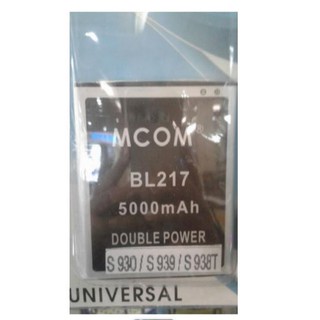 MCOM
BL217
5000mAh
DOUBLE POWER
S 930 / S 939 / S 938T
UNIVERSAL